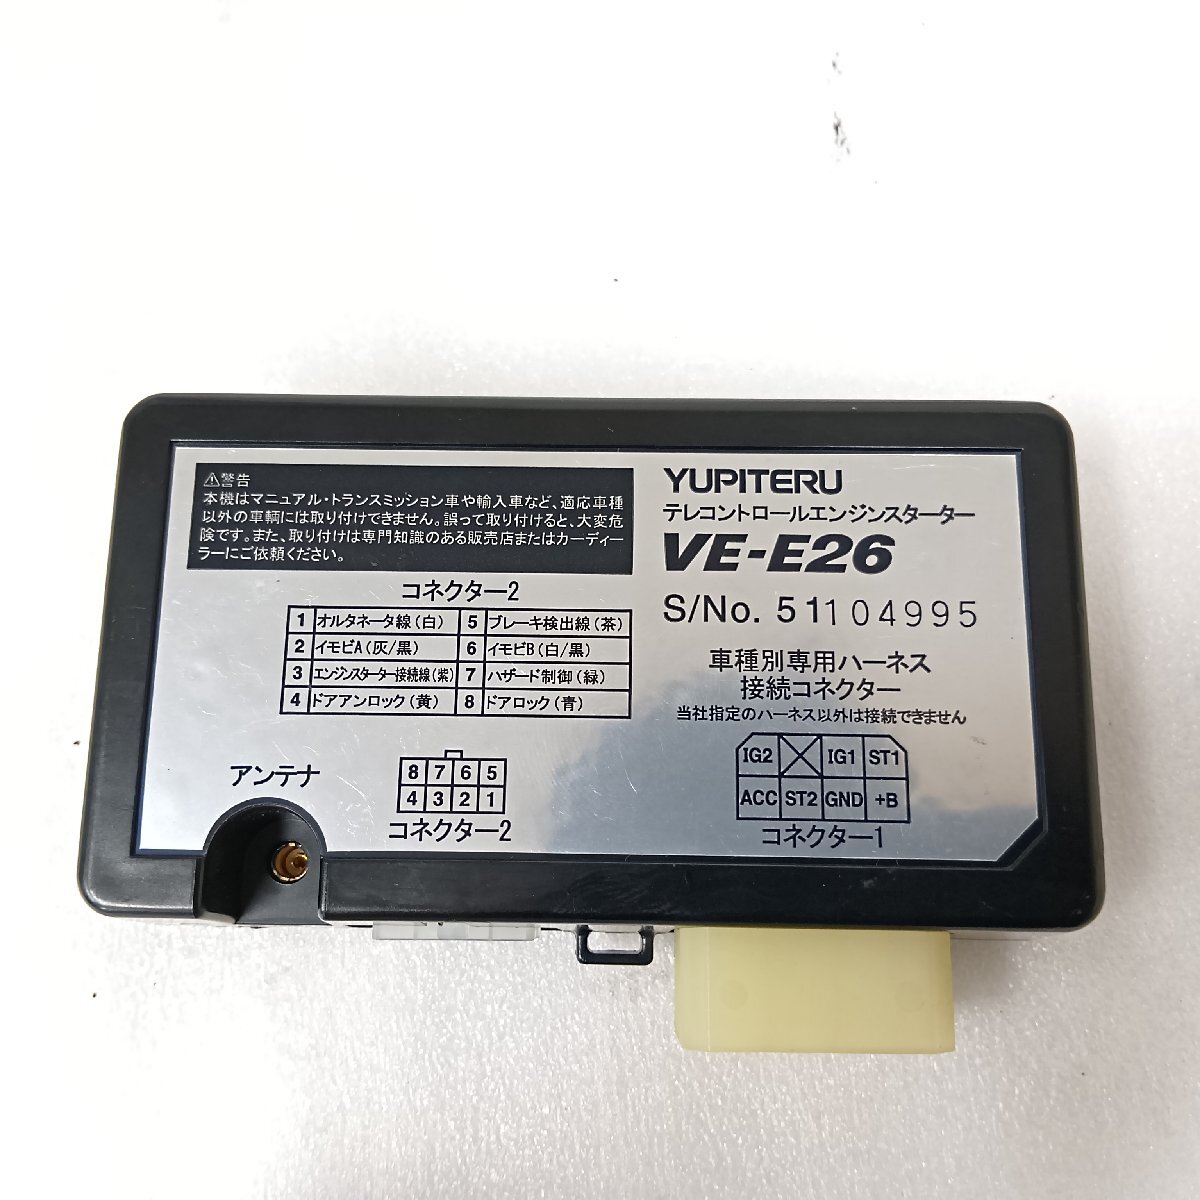 ⚠警告
本機はマニュアル・トランスミッション車や輸入車など、適応車種
以外の車輌には取り付けできません。誤って取り付けると、大変危
険です。また、取り付けは専門知識のある販売店またはカーディー
ラーにご依頼ください。
コネクター2
1 オルタネータ線(白) 5 ブレーキ検出線(茶)
2 イモビA(灰/黒) 6 イモビB(白/黒)
3 エンジンスターター接続線(紫) 7 ハザード制御(緑)
4 ドアアンロック(黄) 8 ドアロック(青)
アンテナ
8 7 6 5
4 3 2 1
コネクター2
YUPITERU
テレコントロールエンジンスターター
VE-E26
S/No. 51104995
車種別専用ハーネス
接続コネクター
当社指定のハーネス以外は接続できません
IG2 IG1 ST1
ACC ST2 GND +B
コネクター1